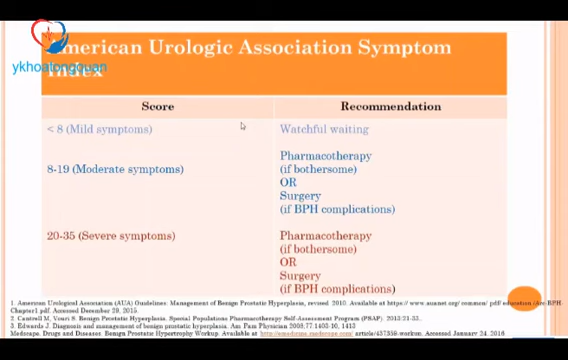 American Urologic Association Symptom
Index
ykhoatongquan
Score
Recommendation
< 8 (Mild symptoms)
Watchful waiting
8-19 (Moderate symptoms)
Pharmacotherapy
(if bothersome)
OR
Surgery
(if BPH complications)
20-35 (Severe symptoms)
Pharmacotherapy
(if bothersome)
OR
Surgery
(if BPH complications)
1. American Urological Association (AUA) Guidelines: Management of Benign Prostatic Hyperplasia, revised. 2010. Available at https://www.auanet.org/common/pdf/education/
Chapter1.pdf. Accessed December 29, 2015.
2. Cantrell M, Benign Prostatic Hyperplasia. Special Populations Pharmacotherapy Self-Assessment Program (PSAP). 2013:21-53.
3. Edwards J. Diagnosis and management of benign prostatic hyperplasia. Am Fam Physician 2008;77:1403-10, 1413
Medscape. Drugs and Diseases. Benign Prostatic Hypertrophy Workup. Available at http://emedicine.medscape.com/ article/437359-workup. Accessed January 24, 2016